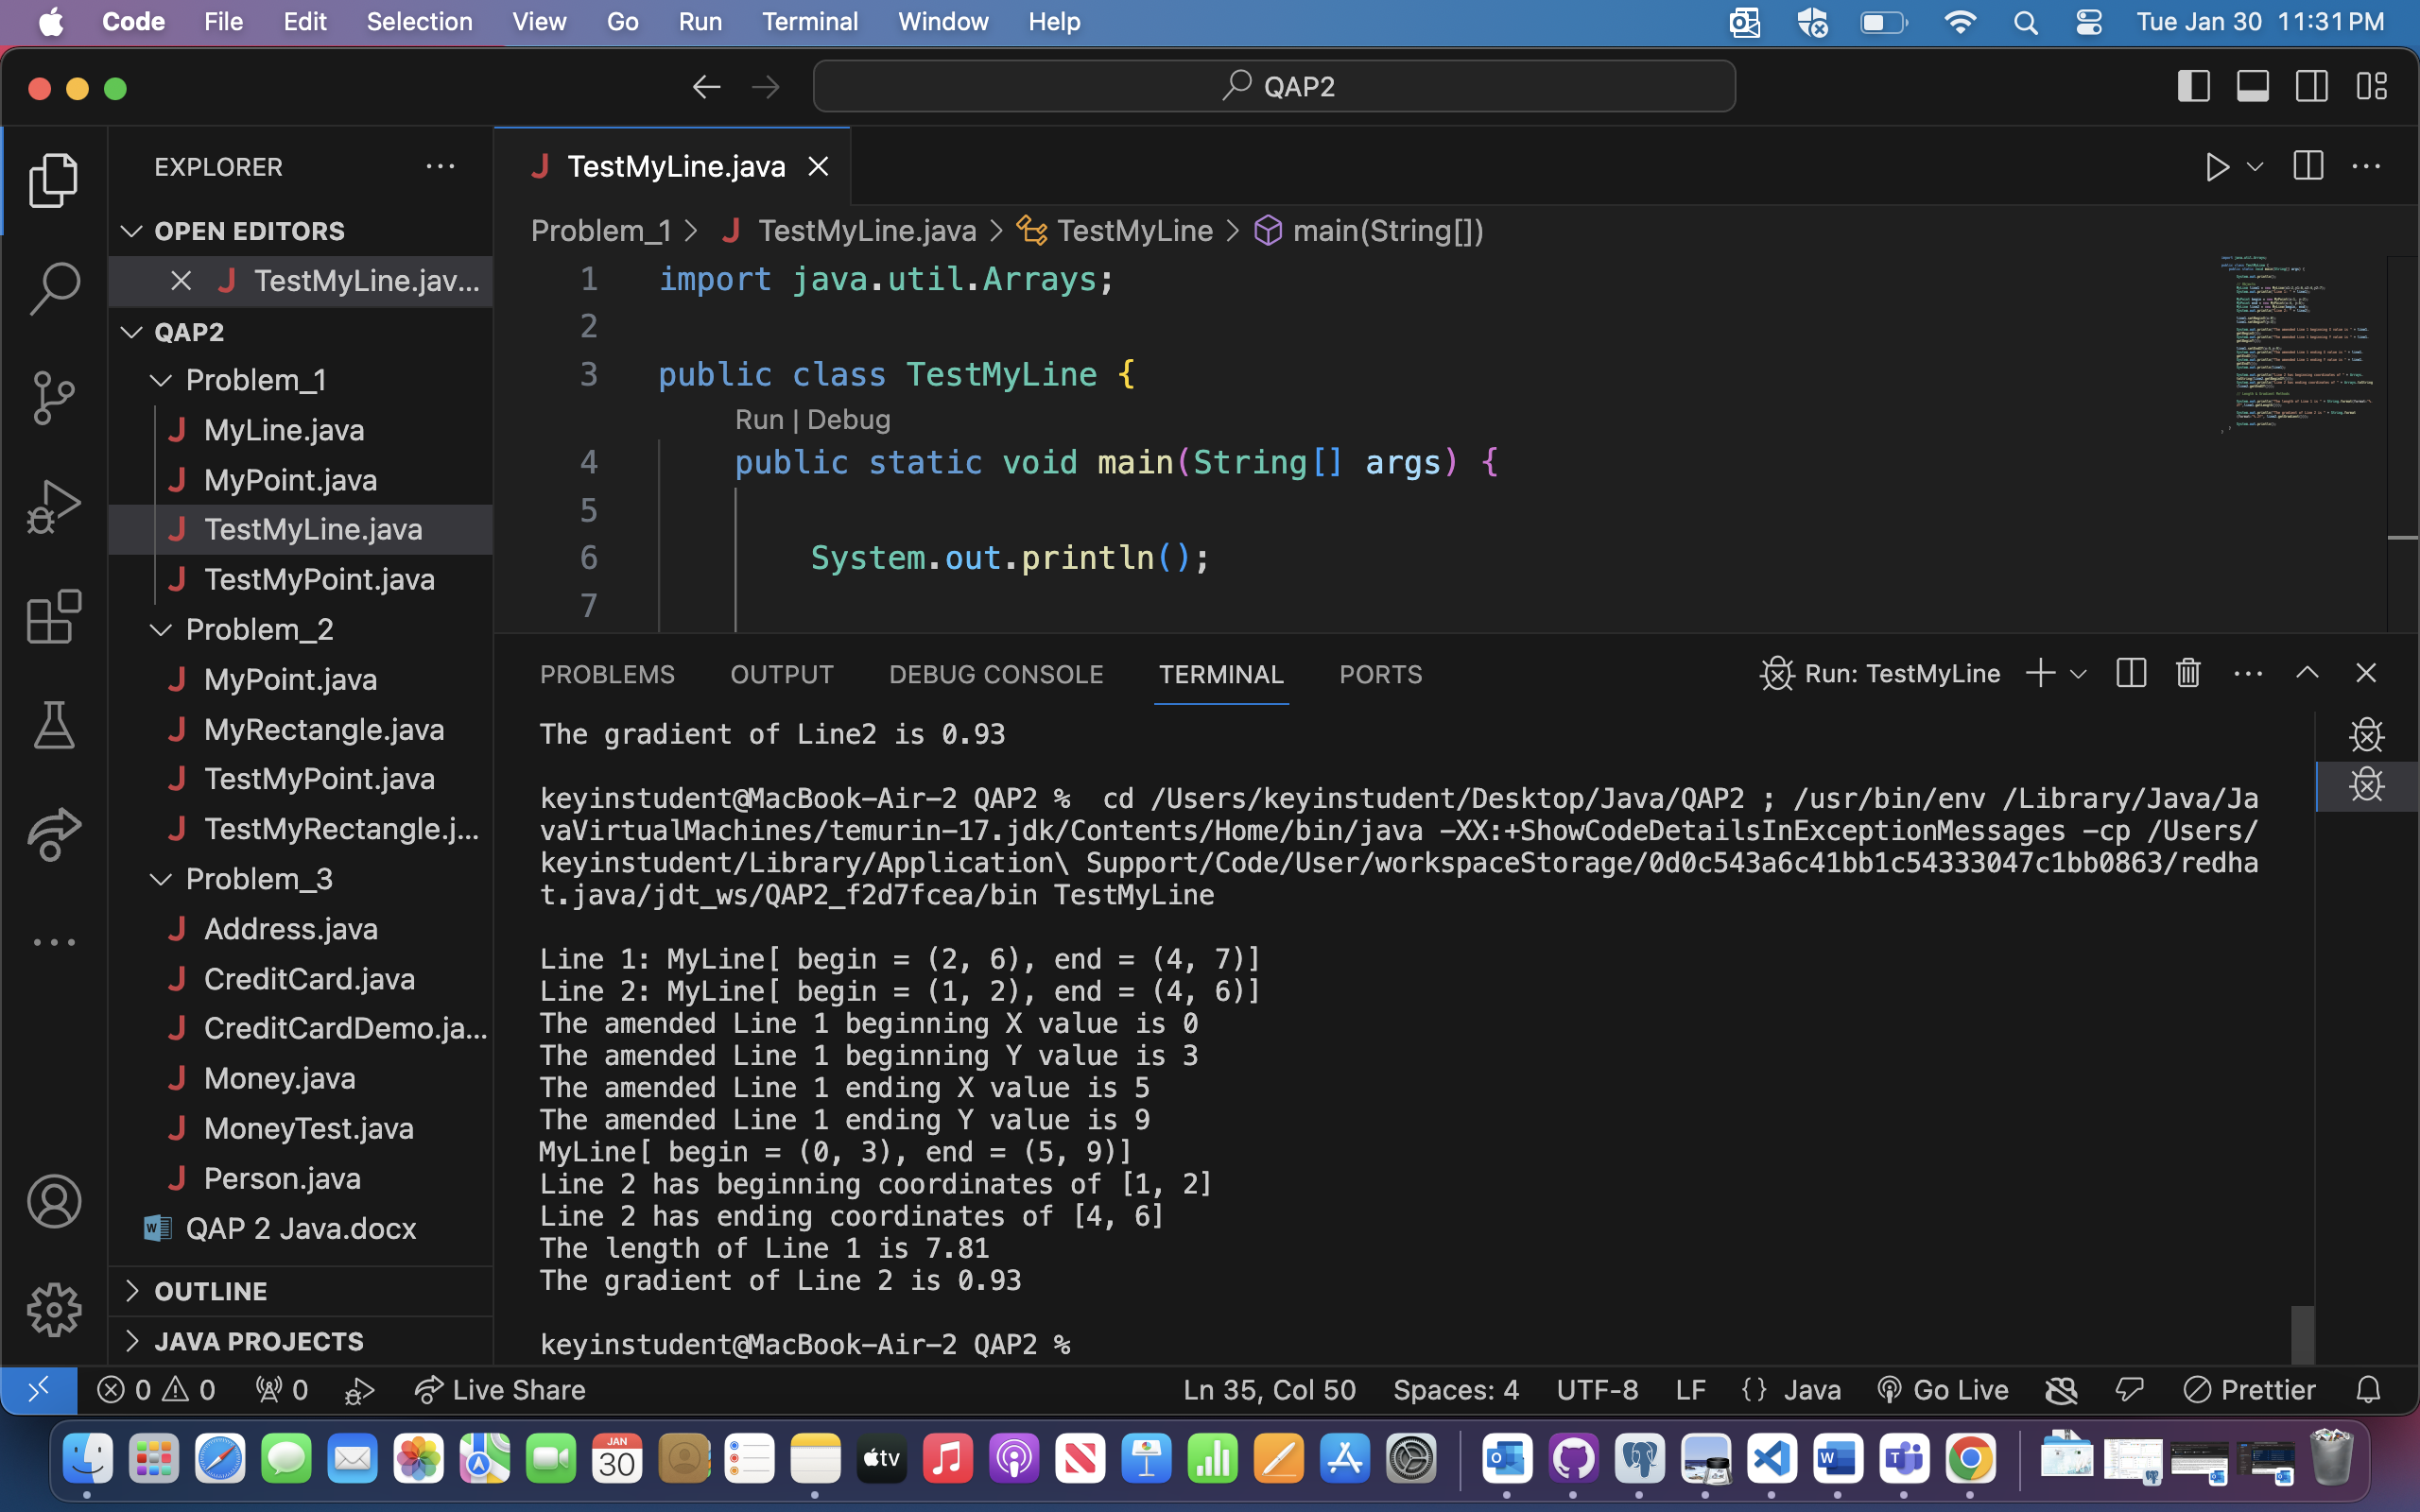 Code File Edit Selection View Go Run Terminal Window Help Tue Jan 30 11:31 PM
QAP2
EXPLORER
OPEN EDITORS
TestMyLine.jav...
QAP2
Problem_1
MyLine.java
MyPoint.java
TestMyLine.java
TestMyPoint.java
Problem_2
MyPoint.java
MyRectangle.java
TestMyPoint.java
TestMyRectangle.j...
Problem_3
Address.java
CreditCard.java
CreditCardDemo.ja...
Money.java
MoneyTest.java
Person.java
QAP 2 Java.docx
OUTLINE
JAVA PROJECTS
TestMyLine.java
Problem_1 > TestMyLine.java > TestMyLine > main(String[])
1 import java.util.Arrays;
2
3 public class TestMyLine {
Run | Debug
4 public static void main(String[] args) {
5
6 System.out.println();
7
PROBLEMS OUTPUT DEBUG CONSOLE TERMINAL PORTS Run: TestMyLine
The gradient of Line2 is 0.93
keyinstudent@MacBook-Air-2 QAP2 % cd /Users/keyinstudent/Desktop/Java/QAP2 ; /usr/bin/env /Library/Java/Ja
vaVirtualMachines/temurin-17.jdk/Contents/Home/bin/java -XX:+ShowCodeDetailsInExceptionMessages -cp /Users/
keyinstudent/Library/Application\ Support/Code/User/workspaceStorage/0d0c543a6c41bb1c54333047c1bb0863/redha
t.java/jdt_ws/QAP2_f2d7fcea/bin TestMyLine
Line 1: MyLine[ begin = (2, 6), end = (4, 7)]
Line 2: MyLine[ begin = (1, 2), end = (4, 6)]
The amended Line 1 beginning X value is 0
The amended Line 1 beginning Y value is 3
The amended Line 1 ending X value is 5
The amended Line 1 ending Y value is 9
MyLine[ begin = (0, 3), end = (5, 9)]
Line 2 has beginning coordinates of [1, 2]
Line 2 has ending coordinates of [4, 6]
The length of Line 1 is 7.81
The gradient of Line 2 is 0.93
keyinstudent@MacBook-Air-2 QAP2 %
0 0 0 Live Share Ln 35, Col 50 Spaces: 4 UTF-8 LF {} Java Go Live Prettier
JAN
30
tv